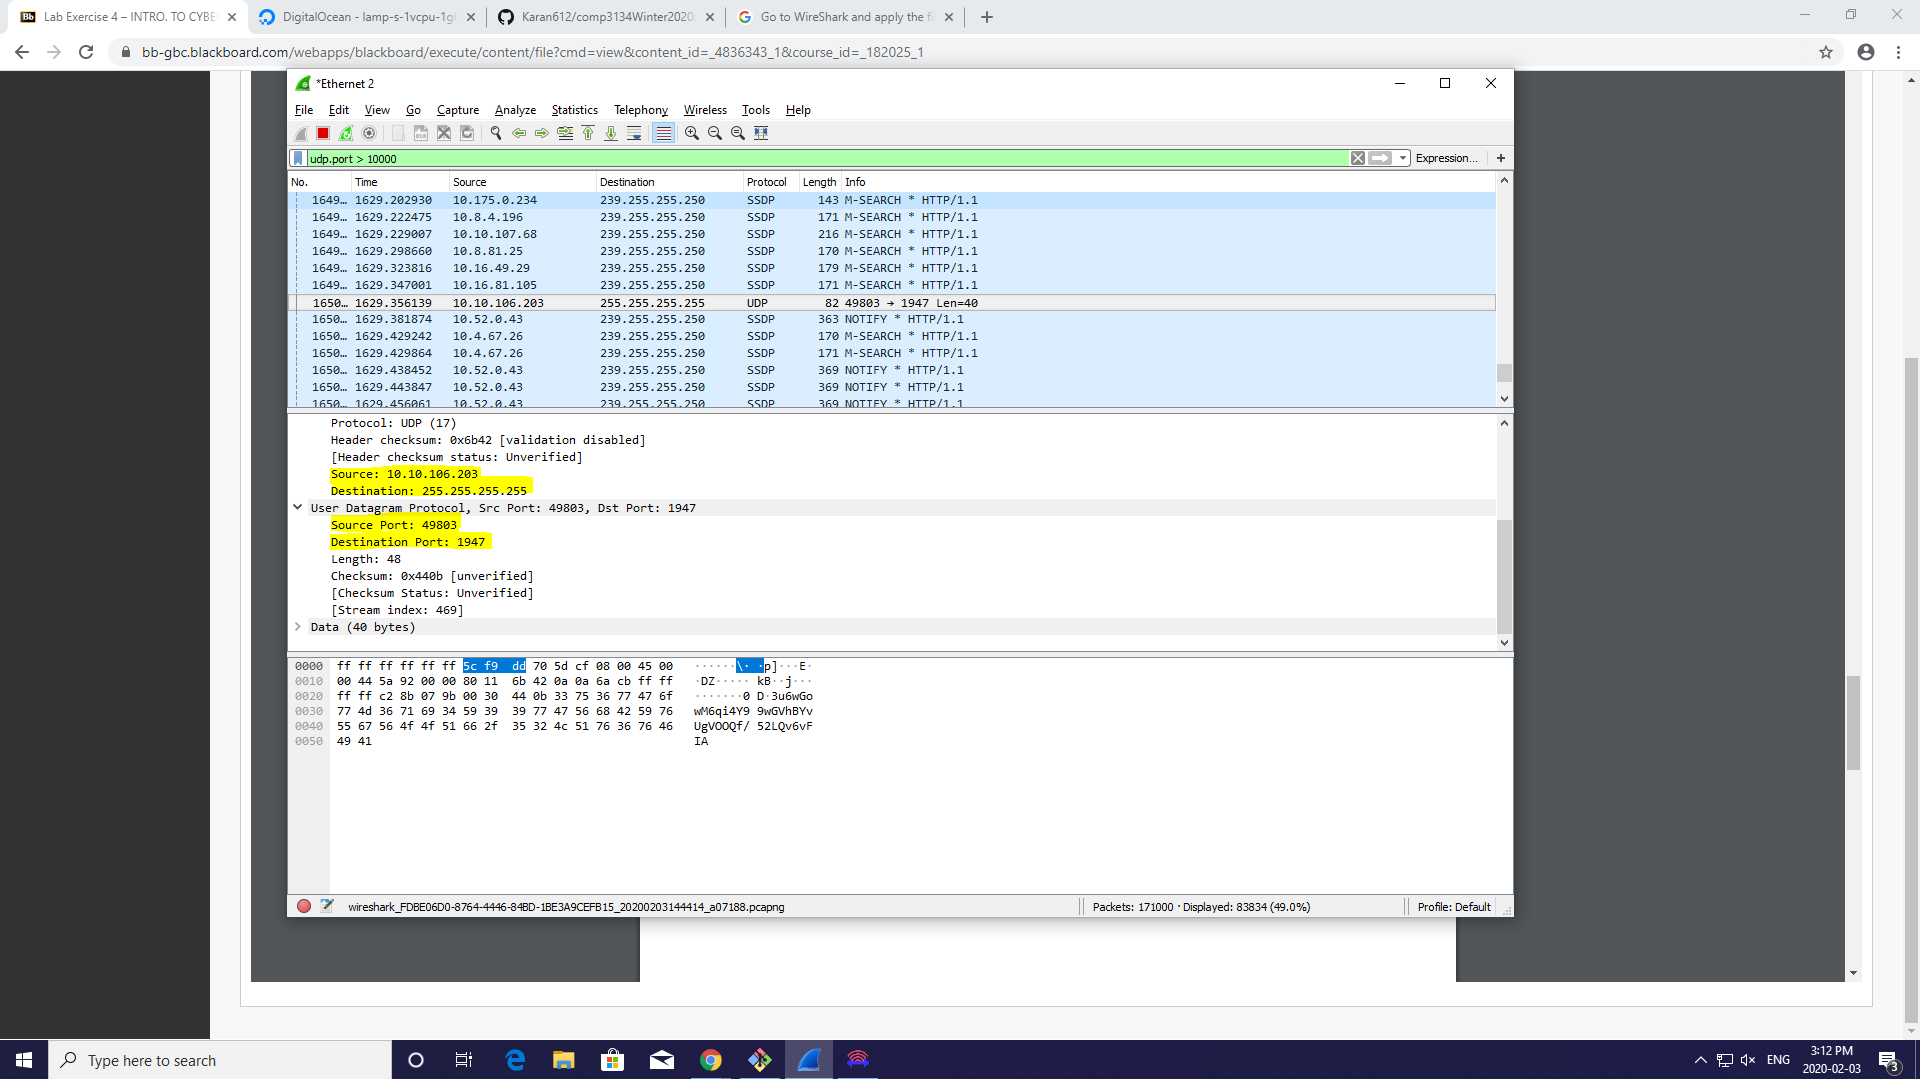 Lab Exercise 4 – INTRO. TO CYBE
DigitalOcean - lamp-s-1vcpu-1g
Karan612/comp3134Winter2020
Go to WireShark and apply the fi
bb-gbc.blackboard.com/webapps/blackboard/execute/content/file?cmd=view&content_id=_4836343_1&course_id=_182025_1
*Ethernet 2
File Edit View Go Capture Analyze Statistics Telephony Wireless Tools Help
udp.port > 10000 Expression... +
No. Time Source Destination Protocol Length Info
1649… 1629.202930 10.175.0.234 239.255.255.250 SSDP 143 M-SEARCH * HTTP/1.1
1649… 1629.222475 10.8.4.196 239.255.255.250 SSDP 171 M-SEARCH * HTTP/1.1
1649… 1629.229007 10.10.107.68 239.255.255.250 SSDP 216 M-SEARCH * HTTP/1.1
1649… 1629.298660 10.8.81.25 239.255.255.250 SSDP 170 M-SEARCH * HTTP/1.1
1649… 1629.323816 10.16.49.29 239.255.255.250 SSDP 179 M-SEARCH * HTTP/1.1
1649… 1629.347001 10.16.81.105 239.255.255.250 SSDP 171 M-SEARCH * HTTP/1.1
1650… 1629.356139 10.10.106.203 255.255.255.255 UDP 82 49803 → 1947 Len=40
1650… 1629.381874 10.52.0.43 239.255.255.250 SSDP 363 NOTIFY * HTTP/1.1
1650… 1629.429242 10.4.67.26 239.255.255.250 SSDP 170 M-SEARCH * HTTP/1.1
1650… 1629.429864 10.4.67.26 239.255.255.250 SSDP 171 M-SEARCH * HTTP/1.1
1650… 1629.438452 10.52.0.43 239.255.255.250 SSDP 369 NOTIFY * HTTP/1.1
1650… 1629.443847 10.52.0.43 239.255.255.250 SSDP 369 NOTIFY * HTTP/1.1
1650… 1629.456061 10.52.0.43 239.255.255.250 SSDP 369 NOTIFY * HTTP/1.1
Protocol: UDP (17)
Header checksum: 0x6b42 [validation disabled]
[Header checksum status: Unverified]
Source: 10.10.106.203
Destination: 255.255.255.255
User Datagram Protocol, Src Port: 49803, Dst Port: 1947
Source Port: 49803
Destination Port: 1947
Length: 48
Checksum: 0x440b [unverified]
[Checksum Status: Unverified]
[Stream index: 469]
Data (40 bytes)
0000 ff ff ff ff ff ff 5c f9 dd 70 5d cf 08 00 45 00 ······\· ·p]···E·
0010 00 44 5a 92 00 00 80 11 6b 42 0a 0a 6a cb ff ff ·DZ····· kB··j···
0020 ff ff c2 8b 07 9b 00 30 44 0b 33 75 36 77 47 6f ·······0 D·3u6wGo
0030 77 4d 36 71 69 34 59 39 39 77 47 56 68 42 59 76 wM6qi4Y9 9wGVhBYv
0040 55 67 56 4f 4f 51 66 2f 35 32 4c 51 76 36 76 46 UgVOOQf/ 52LQv6vF
0050 49 41 IA
wireshark_FDBE06D0-8764-4446-84BD-1BE3A9CEFB15_20200203144414_a07188.pcapng
Packets: 171000 · Displayed: 83834 (49.0%)
Profile: Default
Type here to search
ENG
3:12 PM
2020-02-03
3